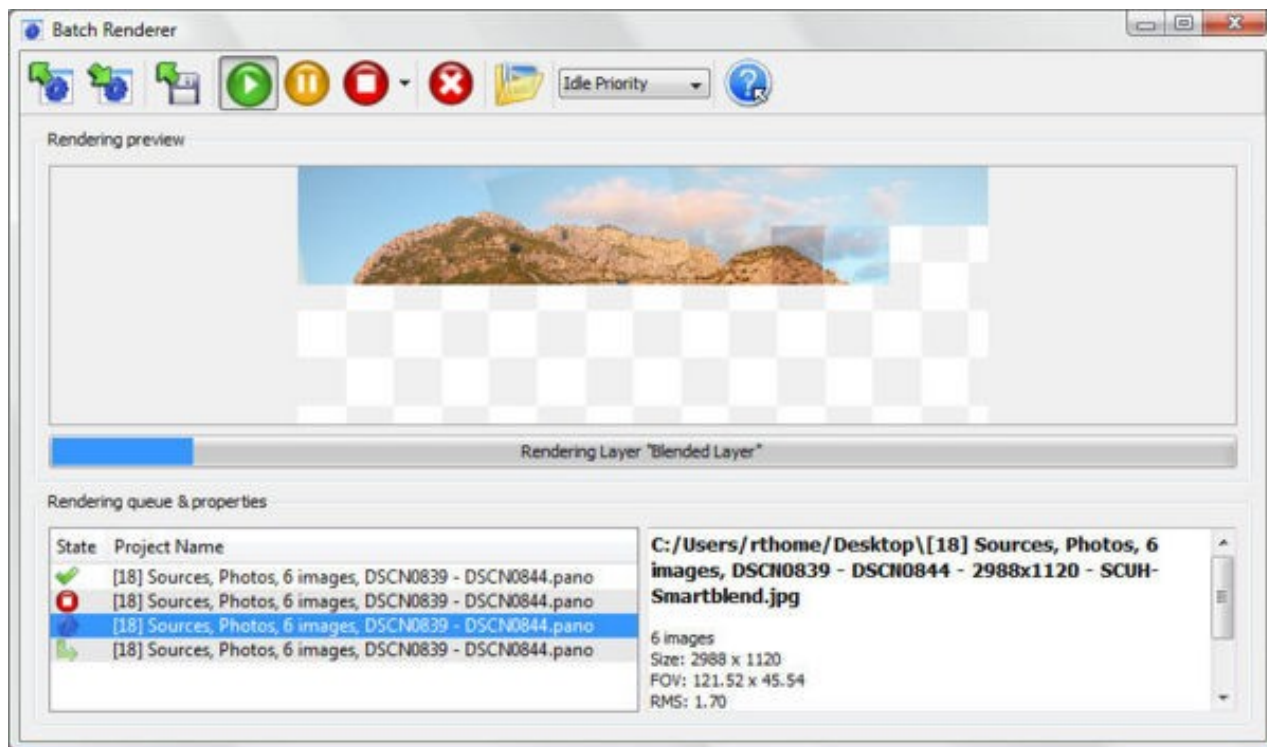 Batch Renderer
Idle Priority
Rendering preview
Rendering Layer "Blended Layer"
Rendering queue & properties
State Project Name
[18] Sources, Photos, 6 images, DSCN0839 - DSCN0844.pano
[18] Sources, Photos, 6 images, DSCN0839 - DSCN0844.pano
[18] Sources, Photos, 6 images, DSCN0839 - DSCN0844.pano
[18] Sources, Photos, 6 images, DSCN0839 - DSCN0844.pano
C:/Users/rthome/Desktop\[18] Sources, Photos, 6
images, DSCN0839 - DSCN0844 - 2988x1120 - SCUH-
Smartblend.jpg
6 images
Size: 2988 x 1120
FOV: 121.52 x 45.54
RMS: 1.70